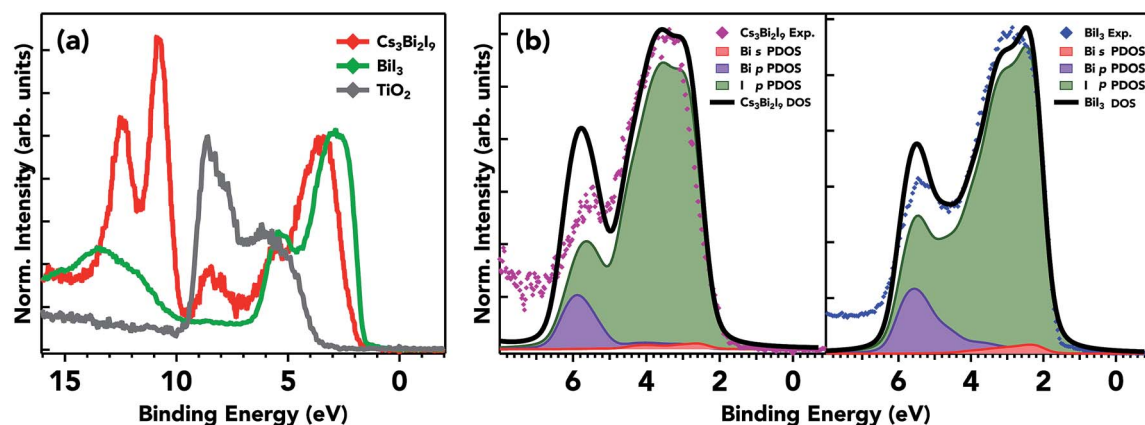 (a)
Cs₃Bi₂I₉
BiI₃
TiO₂
Norm. Intensity (arb. units)
15 10 5 0
Binding Energy (eV)
(b)
Cs₃Bi₂I₉ Exp.
Bi s PDOS
Bi p PDOS
I p PDOS
Cs₃Bi₂I₉ DOS
BiI₃ Exp.
Bi s PDOS
Bi p PDOS
I p PDOS
BiI₃ DOS
Norm. Intensity (arb. units)
6 4 2 0 6 4 2 0
Binding Energy (eV)